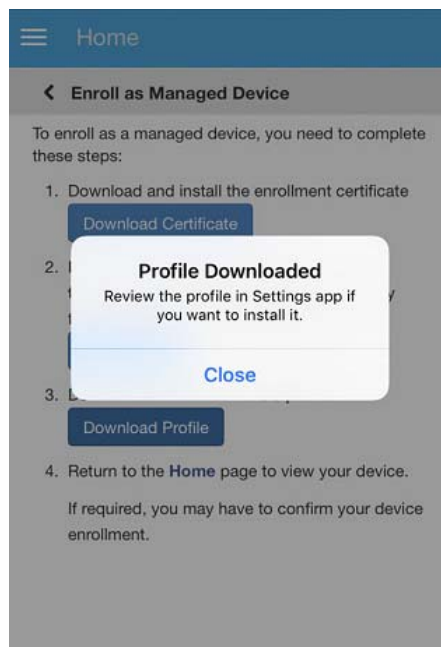 Home
Enroll as Managed Device
To enroll as a managed device, you need to complete
these steps:
1. Download and install the enrollment certificate
Download Certificate
2.
Profile Downloaded
Review the profile in Settings app if
you want to install it.
Close
3.
Download Profile
4. Return to the Home page to view your device.
If required, you may have to confirm your device
enrollment.